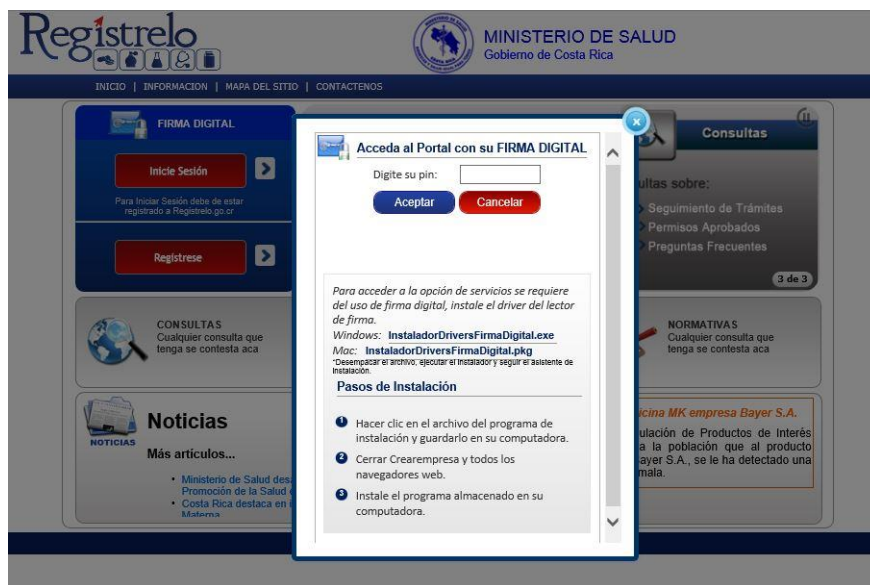 Regístrelo
MINISTERIO DE SALUD
Gobierno de Costa Rica
INICIO | INFORMACION | MAPA DEL SITIO | CONTACTENOS
FIRMA DIGITAL
Inicie Sesión
Para Iniciar Sesión debe de estar
registrado a Registrelo.go.cr
Regístrese
Acceda al Portal con su FIRMA DIGITAL
Digite su pin:
Aceptar Cancelar
Para acceder a la opción de servicios se requiere
del uso de firma digital, instale el driver del lector
de firma.
Windows: InstaladorDriversFirmaDigital.exe
Mac: InstaladorDriversFirmaDigital.pkg
*Desempacar el archivo, ejecutar el instalador y seguir el asistente de
instalación.
Pasos de Instalación
1 Hacer clic en el archivo del programa de
instalación y guardarlo en su computadora.
2 Cerrar Crearempresa y todos los
navegadores web.
3 Instale el programa almacenado en su
computadora.
Consultas
ultas sobre:
Seguimiento de Trámites
Permisos Aprobados
Preguntas Frecuentes
3 de 3
CONSULTAS
Cualquier consulta que
tenga se contesta aca
NORMATIVAS
Cualquier consulta que
tenga se contesta aca
NOTICIAS
Noticias
Más artículos...
Ministerio de Salud des
Promoción de la Salud
Costa Rica destaca en
Materna
icina MK empresa Bayer S.A.
ulación de Productos de Interés
a la población que al producto
ayer S.A., se le ha detectado una
mala.